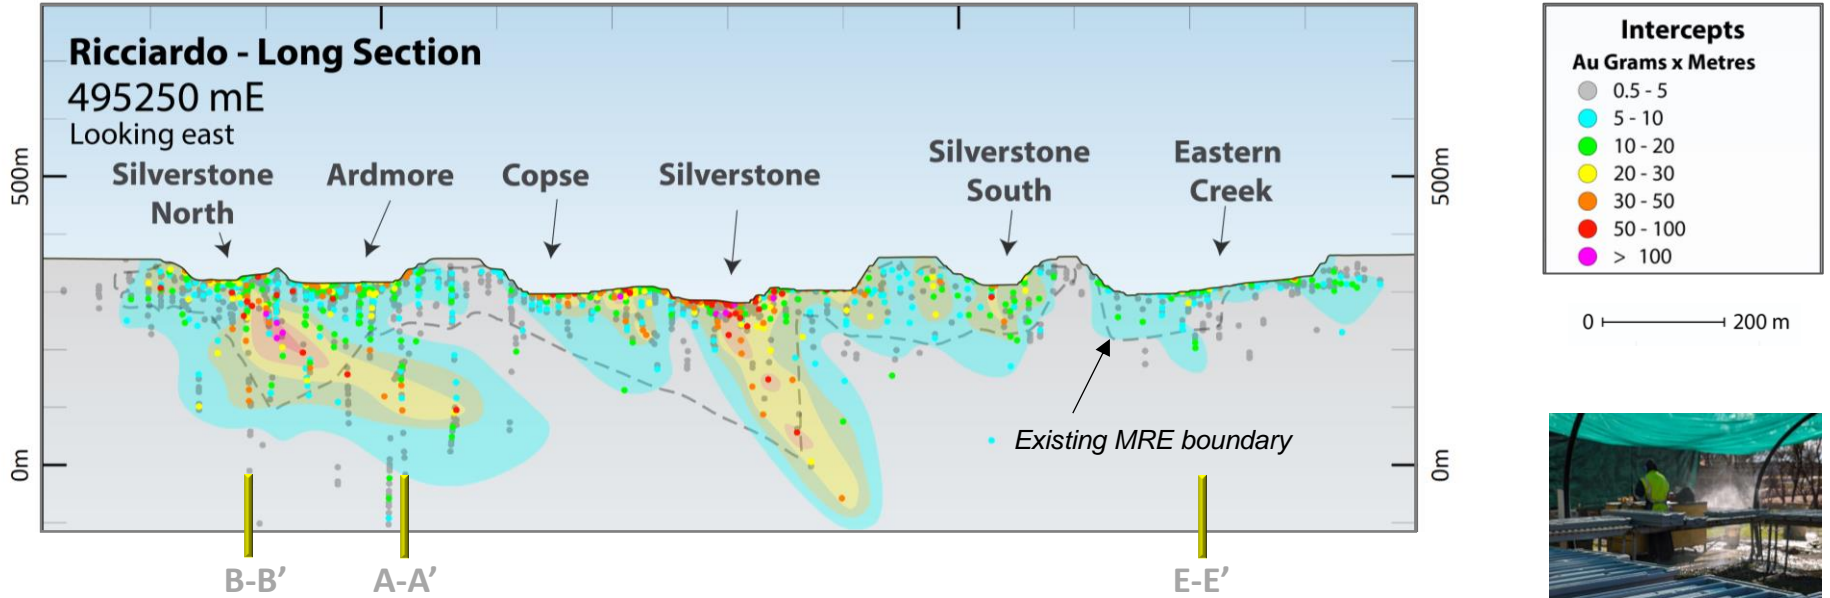 Ricciardo - Long Section
495250 mE
Looking east
Silverstone
North
Ardmore
Copse
Silverstone
Silverstone
South
Eastern
Creek
500m
0m
500m
0m
Existing MRE boundary
B-B’
A-A’
E-E’
Intercepts
Au Grams x Metres
0.5 - 5
5 - 10
10 - 20
20 - 30
30 - 50
50 - 100
> 100
0 200 m